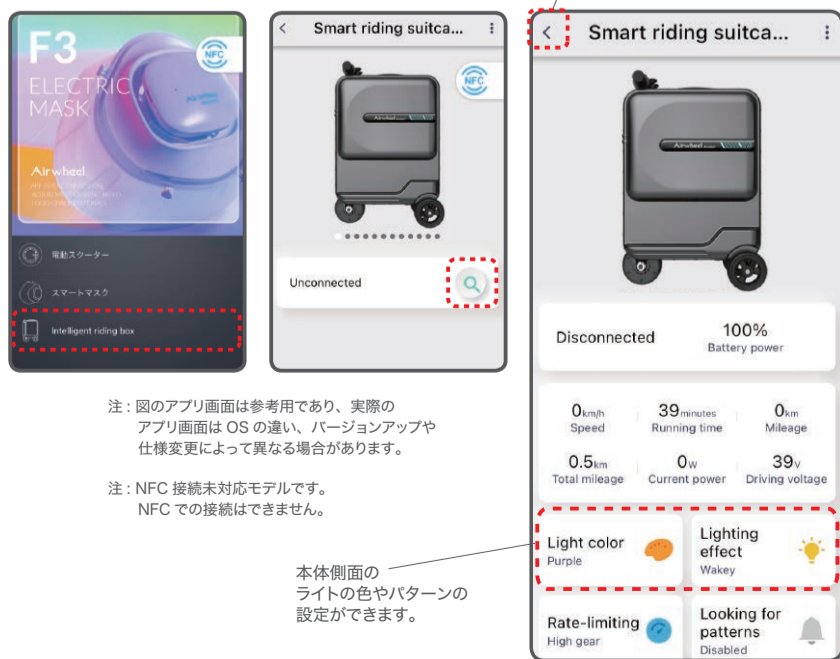 F3
NFC
ELECTRIC
MASK
Airwheel
電動スクーター
スマートマスク
Intelligent riding box
< Smart riding suitca...
NFC
Unconnected
< Smart riding suitca...
Airwheel
Disconnected
100%
Battery power
0km/h
Speed
39minutes
Running time
0km
Mileage
0.5km
Total mileage
0w
Current power
39v
Driving voltage
Light color
Purple
Lighting
effect
Wakey
Rate-limiting
High gear
Looking for
patterns
Disabled
注 : 図のアプリ画面は参考用であり、実際の
アプリ画面は OS の違い、バージョンアップや
仕様変更によって異なる場合があります。
注 : NFC 接続未対応モデルです。
NFC での接続はできません。
本体側面の
ライトの色やパターンの
設定ができます。